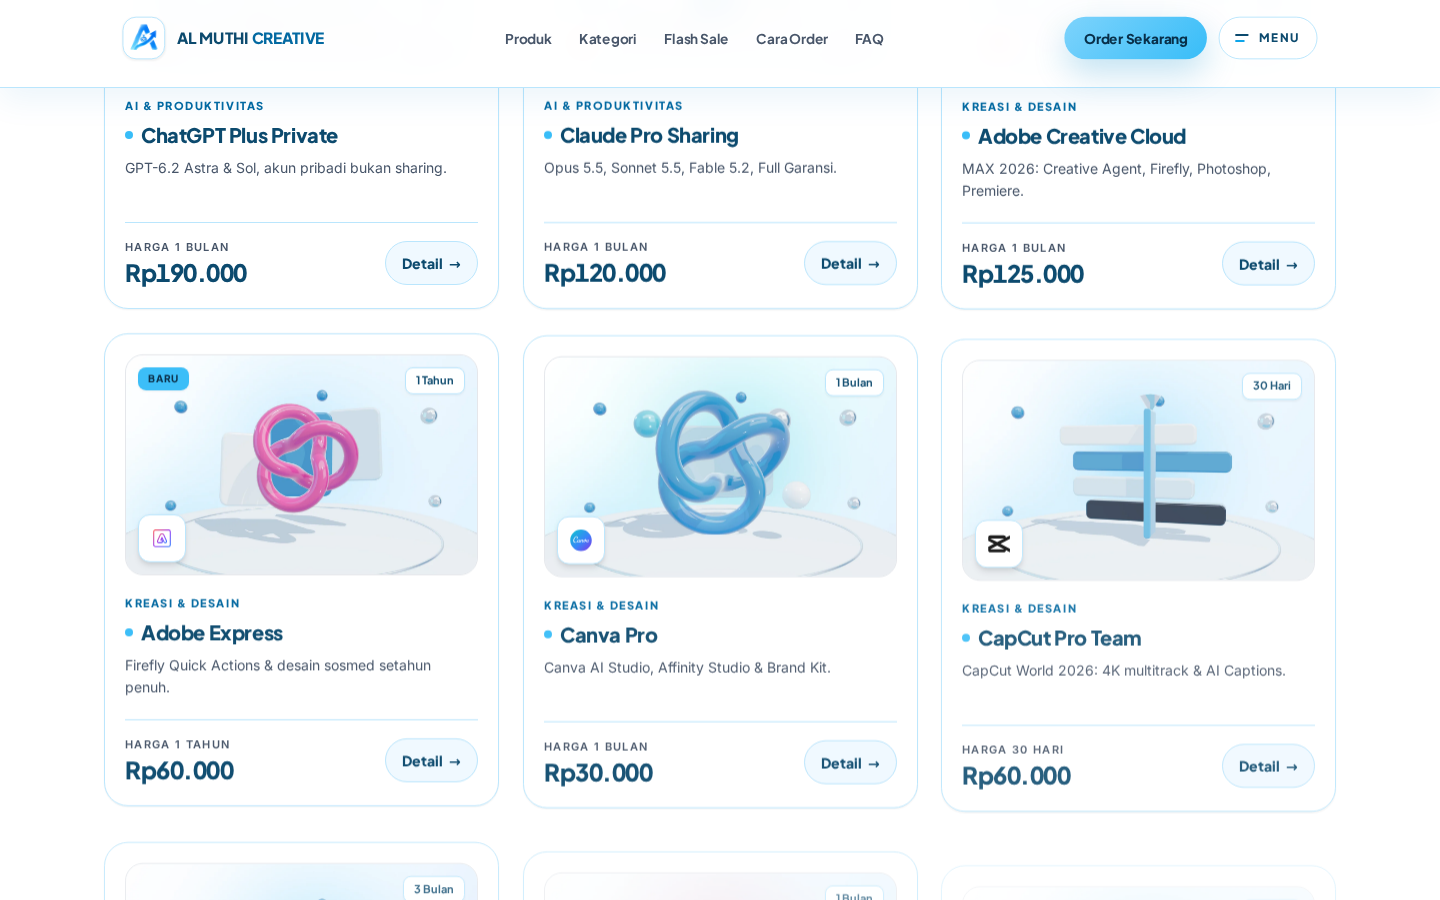 AL MUTHI CREATIVE
Produk
Kategori
Flash Sale
Cara Order
FAQ
Order Sekarang
MENU
AI & PRODUKTIVITAS
ChatGPT Plus Private
GPT-6.2 Astra & Sol, akun pribadi bukan sharing.
HARGA 1 BULAN
Rp190.000
Detail →
AI & PRODUKTIVITAS
Claude Pro Sharing
Opus 5.5, Sonnet 5.5, Fable 5.2, Full Garansi.
HARGA 1 BULAN
Rp120.000
Detail →
KREASI & DESAIN
Adobe Creative Cloud
MAX 2026: Creative Agent, Firefly, Photoshop,
Premiere.
HARGA 1 BULAN
Rp125.000
Detail →
BARU
1 Tahun
KREASI & DESAIN
Adobe Express
Firefly Quick Actions & desain sosmed setahun
penuh.
HARGA 1 TAHUN
Rp60.000
Detail →
1 Bulan
Canva
KREASI & DESAIN
Canva Pro
Canva AI Studio, Affinity Studio & Brand Kit.
HARGA 1 BULAN
Rp30.000
Detail →
30 Hari
KREASI & DESAIN
CapCut Pro Team
CapCut World 2026: 4K multitrack & AI Captions.
HARGA 30 HARI
Rp60.000
Detail →
3 Bulan
1 Bulan